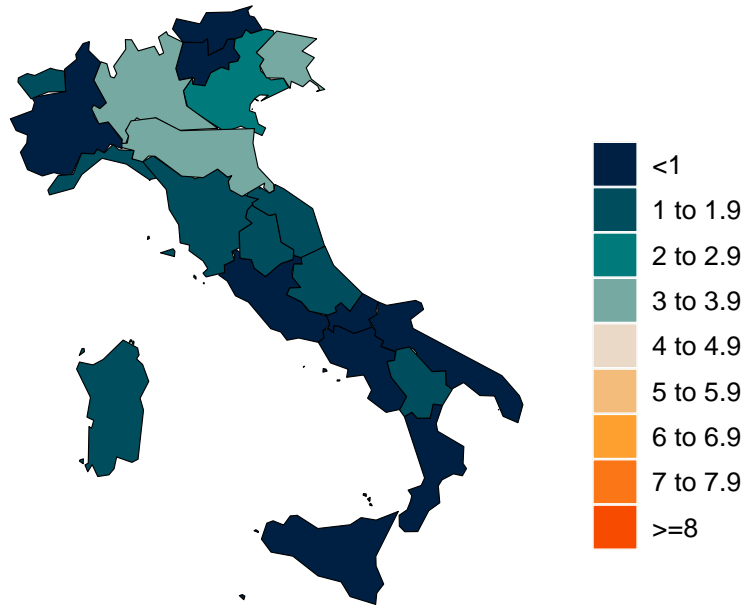 <1
1 to 1.9
2 to 2.9
3 to 3.9
4 to 4.9
5 to 5.9
6 to 6.9
7 to 7.9
>=8